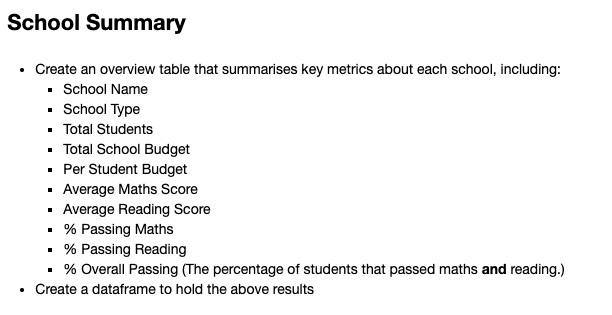 School Summary
• Create an overview table that summarises key metrics about each school, including:
▪ School Name
▪ School Type
▪ Total Students
▪ Total School Budget
▪ Per Student Budget
▪ Average Maths Score
▪ Average Reading Score
▪ % Passing Maths
▪ % Passing Reading
▪ % Overall Passing (The percentage of students that passed maths and reading.)
• Create a dataframe to hold the above results